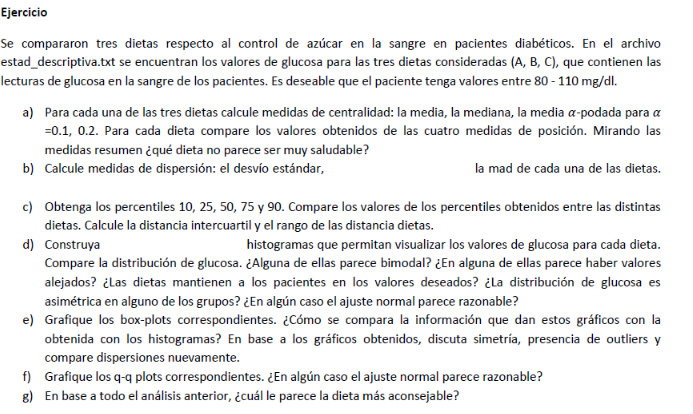 Ejercicio
Se compararon tres dietas respecto al control de azúcar en la sangre en pacientes diabéticos. En el archivo
estad_descriptiva.txt se encuentran los valores de glucosa para las tres dietas consideradas (A, B, C), que contienen las
lecturas de glucosa en la sangre de los pacientes. Es deseable que el paciente tenga valores entre 80 - 110 mg/dl.
a) Para cada una de las tres dietas calcule medidas de centralidad: la media, la mediana, la media α-podada para α
=0.1, 0.2. Para cada dieta compare los valores obtenidos de las cuatro medidas de posición. Mirando las
medidas resumen ¿qué dieta no parece ser muy saludable?
b) Calcule medidas de dispersión: el desvío estándar, la mad de cada una de las dietas.
c) Obtenga los percentiles 10, 25, 50, 75 y 90. Compare los valores de los percentiles obtenidos entre las distintas
dietas. Calcule la distancia intercuartil y el rango de las distancia dietas.
d) Construya histogramas que permitan visualizar los valores de glucosa para cada dieta.
Compare la distribución de glucosa. ¿Alguna de ellas parece bimodal? ¿En alguna de ellas parece haber valores
alejados? ¿Las dietas mantienen a los pacientes en los valores deseados? ¿La distribución de glucosa es
asimétrica en alguno de los grupos? ¿En algún caso el ajuste normal parece razonable?
e) Grafique los box-plots correspondientes. ¿Cómo se compara la información que dan estos gráficos con la
obtenida con los histogramas? En base a los gráficos obtenidos, discuta simetría, presencia de outliers y
compare dispersiones nuevamente.
f) Grafique los q-q plots correspondientes. ¿En algún caso el ajuste normal parece razonable?
g) En base a todo el análisis anterior, ¿cuál le parece la dieta más aconsejable?